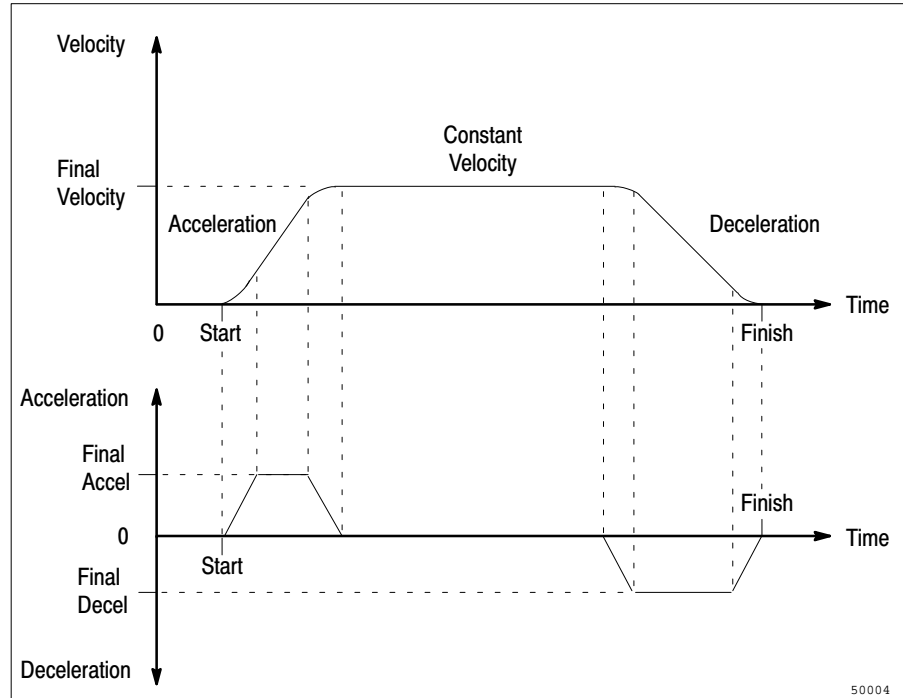 Velocity
Constant
Velocity
Final
Velocity
Acceleration
Deceleration
Time
0
Start
Finish
Acceleration
Final
Accel
Finish
0
Time
Start
Final
Decel
Deceleration
50004